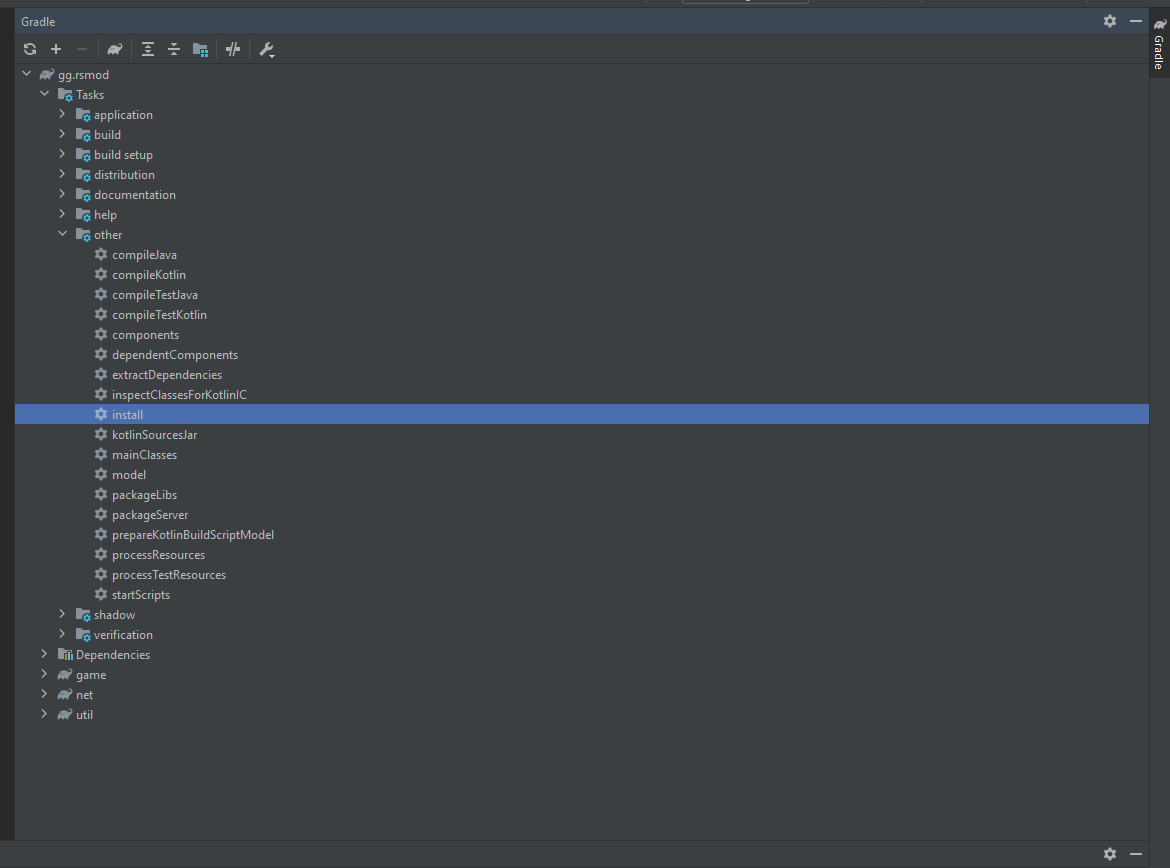 Gradle
Gradle
gg.rsmod
Tasks
application
build
build setup
distribution
documentation
help
other
compileJava
compileKotlin
compileTestJava
compileTestKotlin
components
dependentComponents
extractDependencies
inspectClassesForKotlinIC
install
kotlinSourcesJar
mainClasses
model
packageLibs
packageServer
prepareKotlinBuildScriptModel
processResources
processTestResources
startScripts
shadow
verification
Dependencies
game
net
util